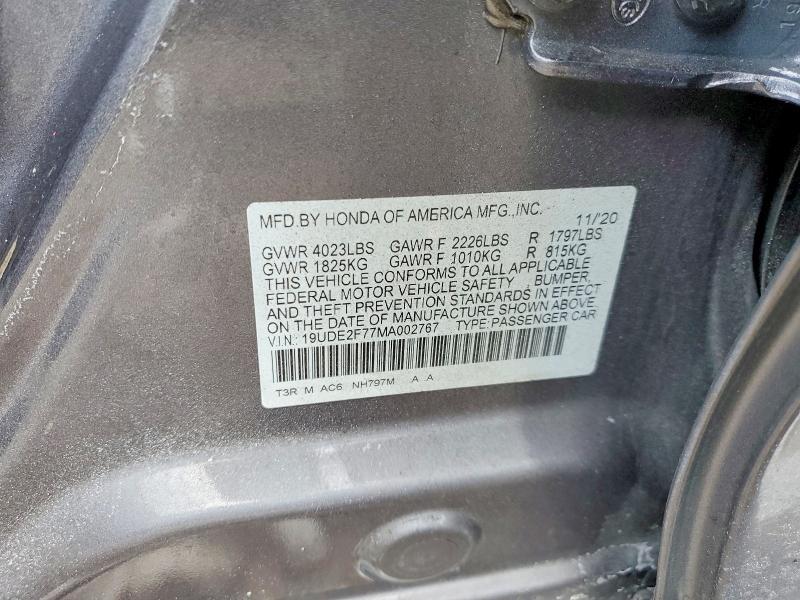 MFD.BY HONDA OF AMERICA MFG.,INC. 11/'20
GVWR 4023LBS GAWR F 2226LBS R 1797LBS
GVWR 1825KG GAWR F 1010KG R 815KG
THIS VEHICLE CONFORMS TO ALL APPLICABLE
FEDERAL MOTOR VEHICLE SAFETY , BUMPER,
AND THEFT PREVENTION STANDARDS IN EFFECT
ON THE DATE OF MANUFACTURE SHOWN ABOVE.
V.I.N.: 19UDE2F77MA002767 TYPE: PASSENGER CAR
T3R M AC6 NH797M A A